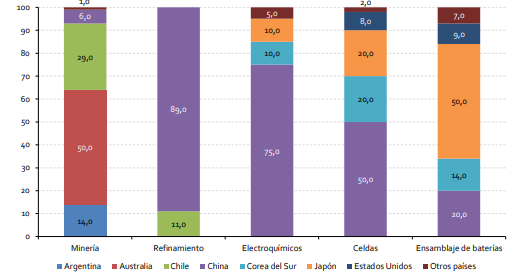 1,0 2,0
100 6,0 5,0 8,0 7,0
90 10,0 9,0
80 29,0 10,0 20,0
70
60 89,0 20,0 50,0
50 50,0
40 75,0
30 50,0 14,0
20
10 14,0 11,0 20,0
0
Minería Refinamiento Electroquímicos Celdas Ensamblaje de baterías
Argentina Australia Chile China Corea del Sur Japón Estados Unidos Otros países